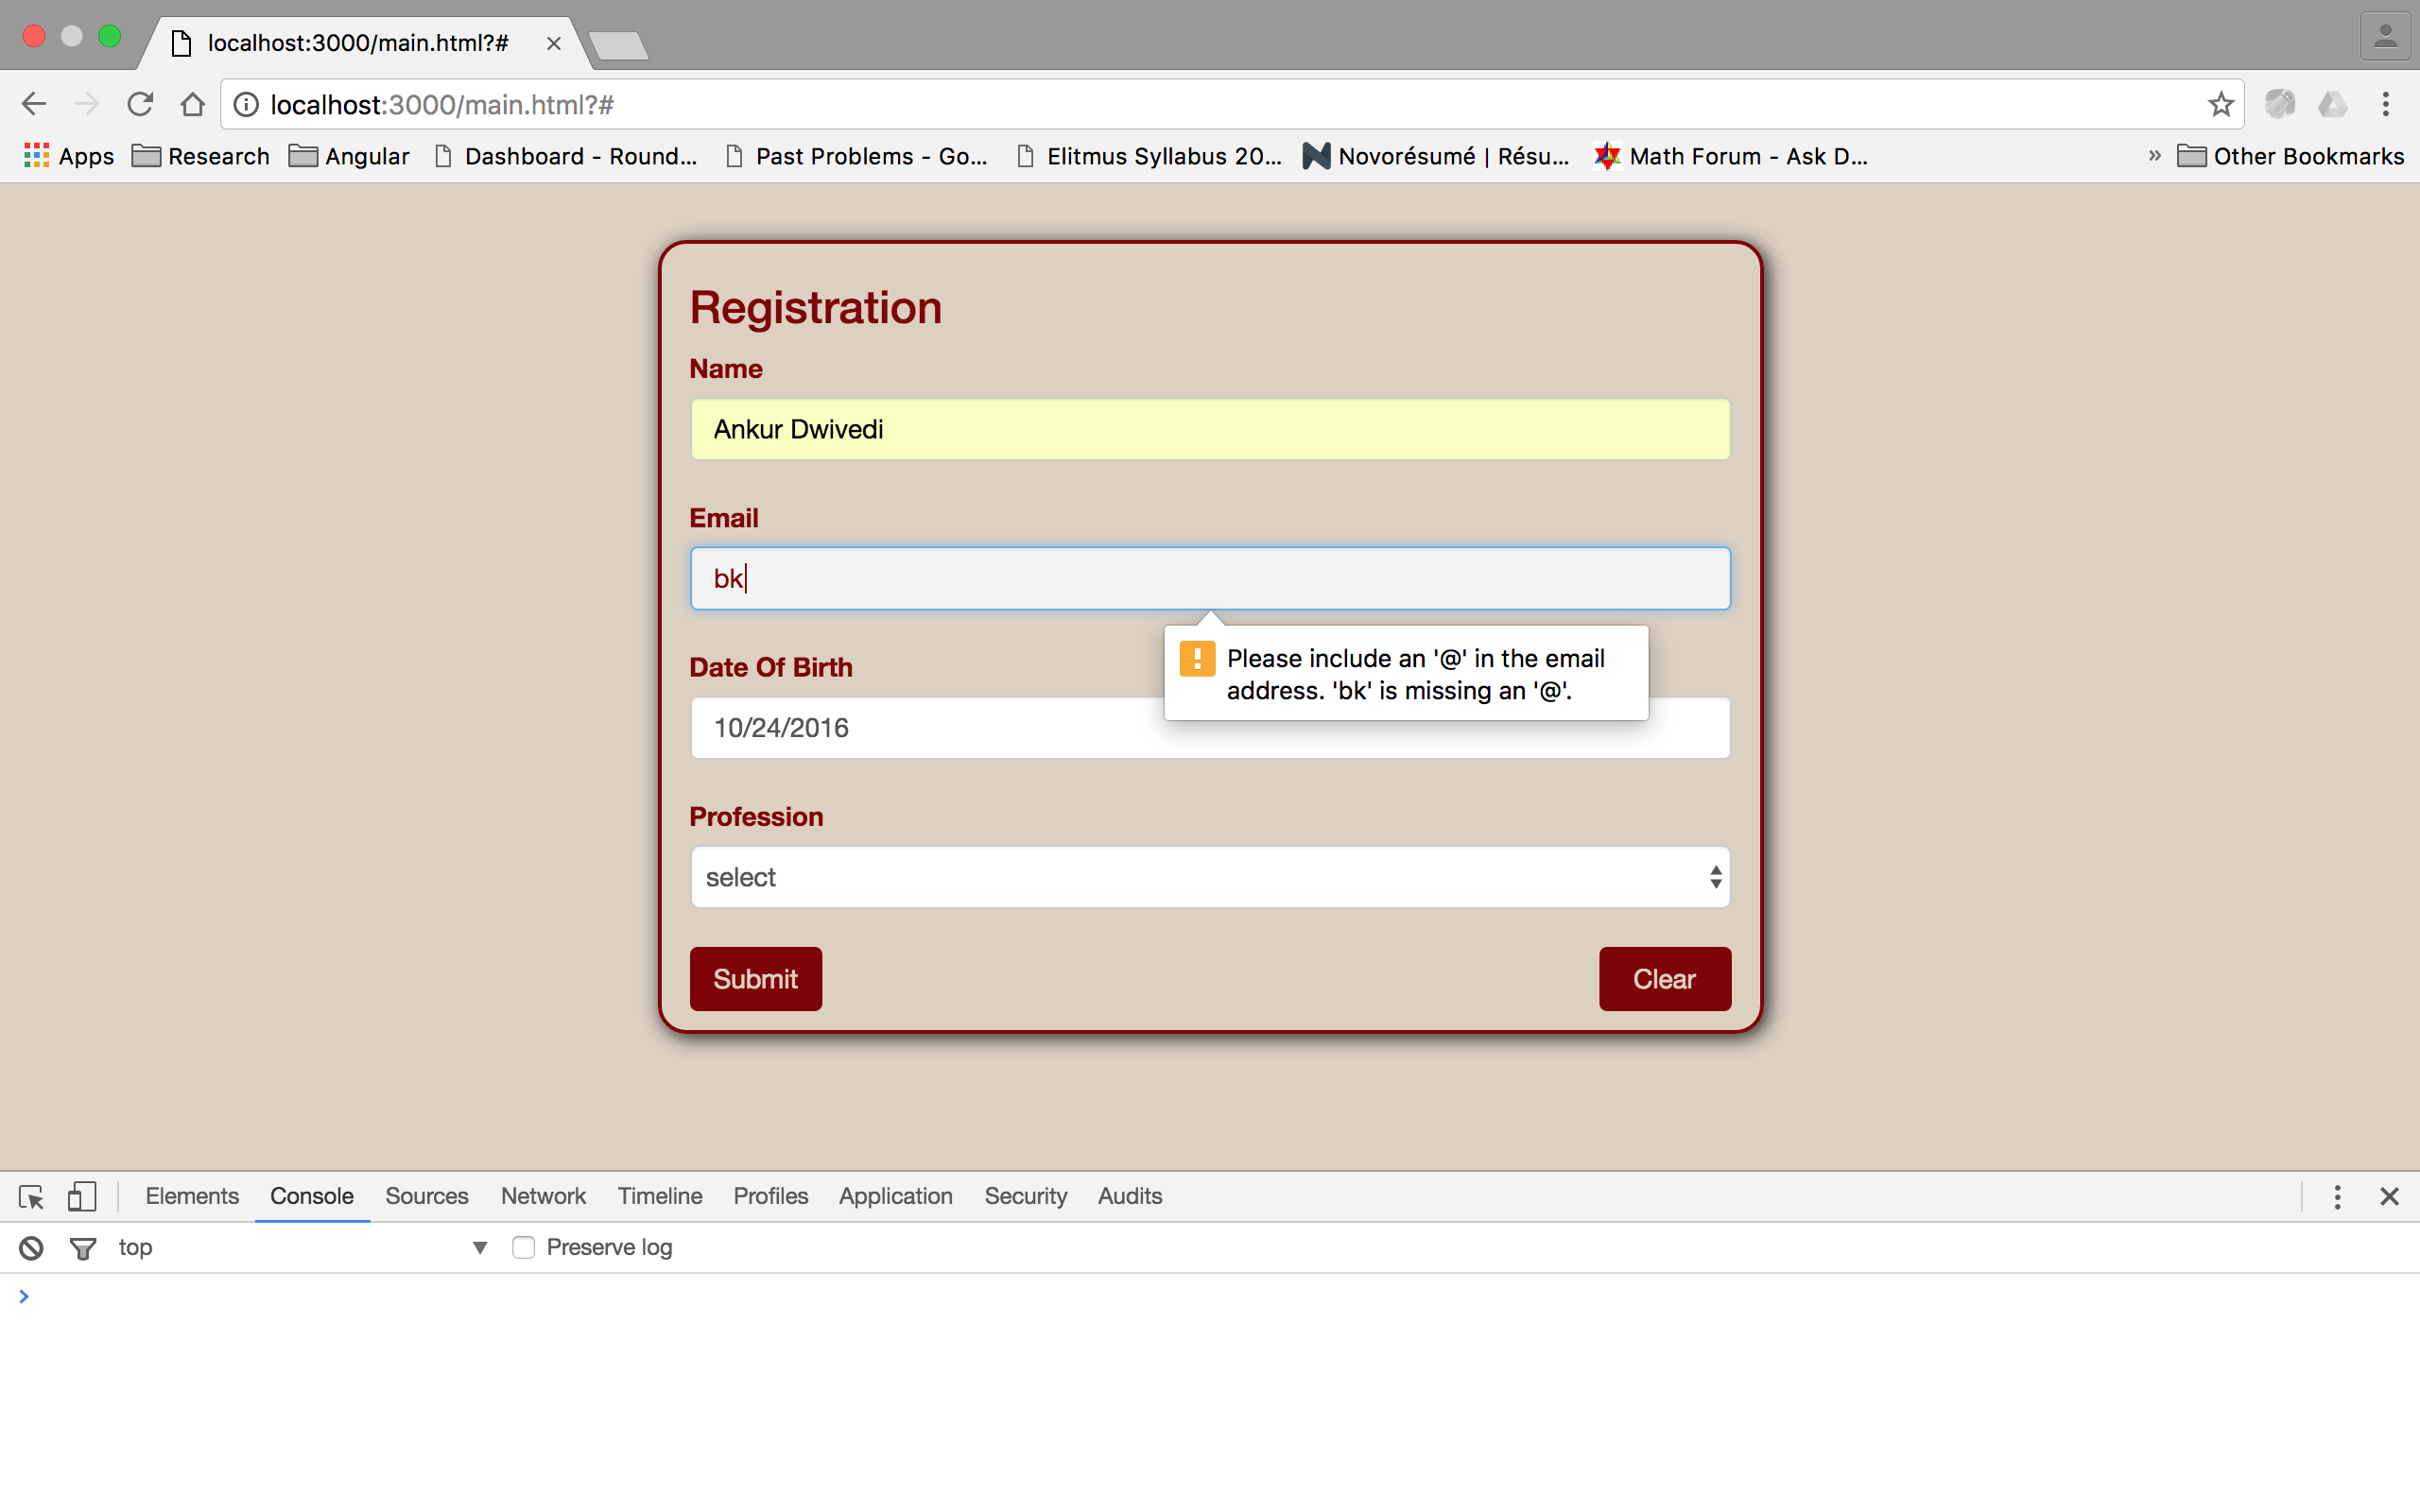 localhost:3000/main.html?#
localhost:3000/main.html?#
Apps Research Angular Dashboard - Round... Past Problems - Go... Elitmus Syllabus 20... Novorésumé | Résu... Math Forum - Ask D... » Other Bookmarks
Registration
Name
Ankur Dwivedi
Email
bk
Please include an '@' in the email
address. 'bk' is missing an '@'.
Date Of Birth
10/24/2016
Profession
select
Submit Clear
Elements Console Sources Network Timeline Profiles Application Security Audits
top Preserve log